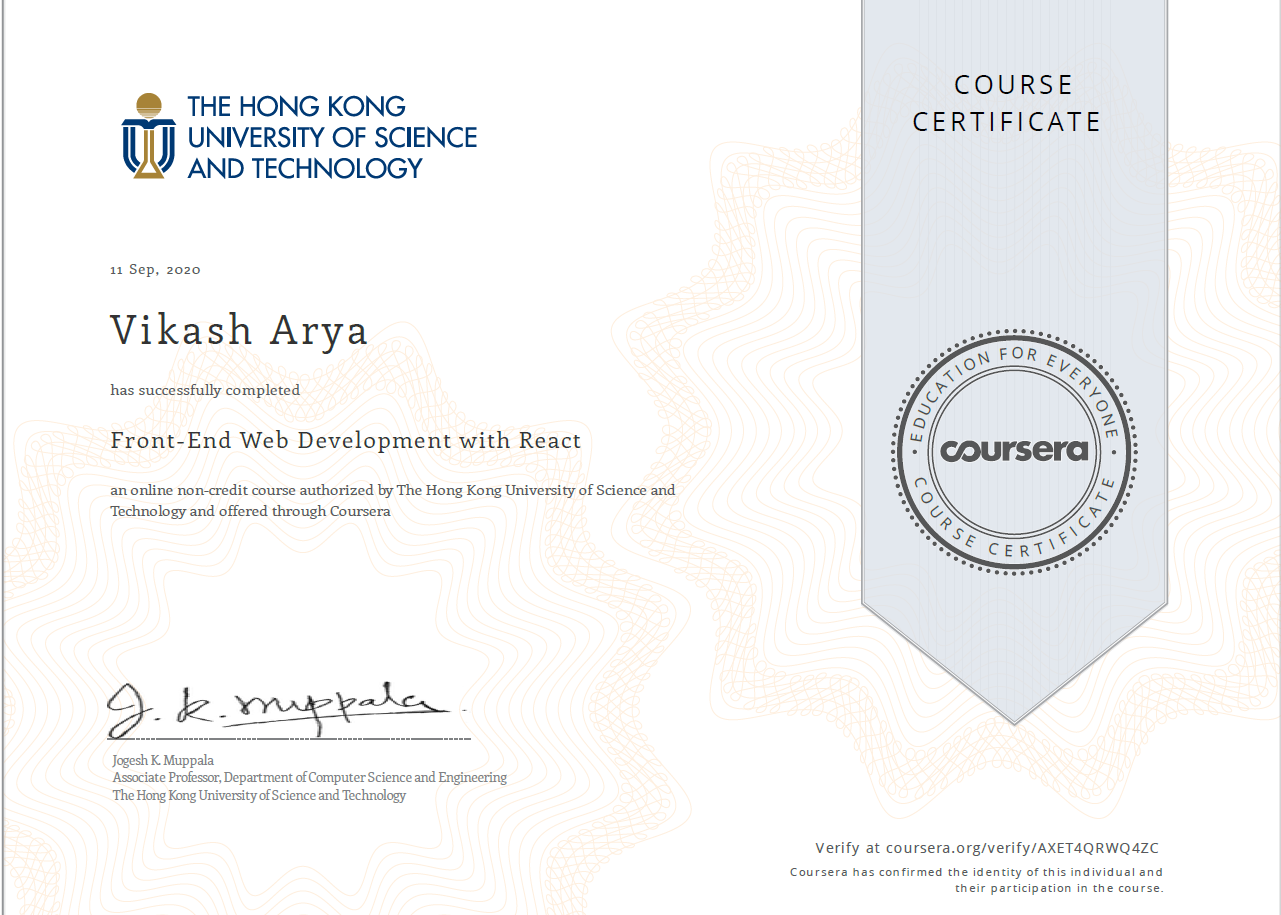 THE HONG KONG
UNIVERSITY OF SCIENCE
AND TECHNOLOGY
COURSE
CERTIFICATE
11 Sep, 2020
Vikash Arya
has successfully completed
Front-End Web Development with React
an online non-credit course authorized by The Hong Kong University of Science and
Technology and offered through Coursera
EDUCATION FOR EVERYONE
coursera
COURSE CERTIFICATE
J. K. Muppala
Jogesh K. Muppala
Associate Professor, Department of Computer Science and Engineering
The Hong Kong University of Science and Technology
Verify at coursera.org/verify/AXET4QRWQ4ZC
Coursera has confirmed the identity of this individual and
their participation in the course.